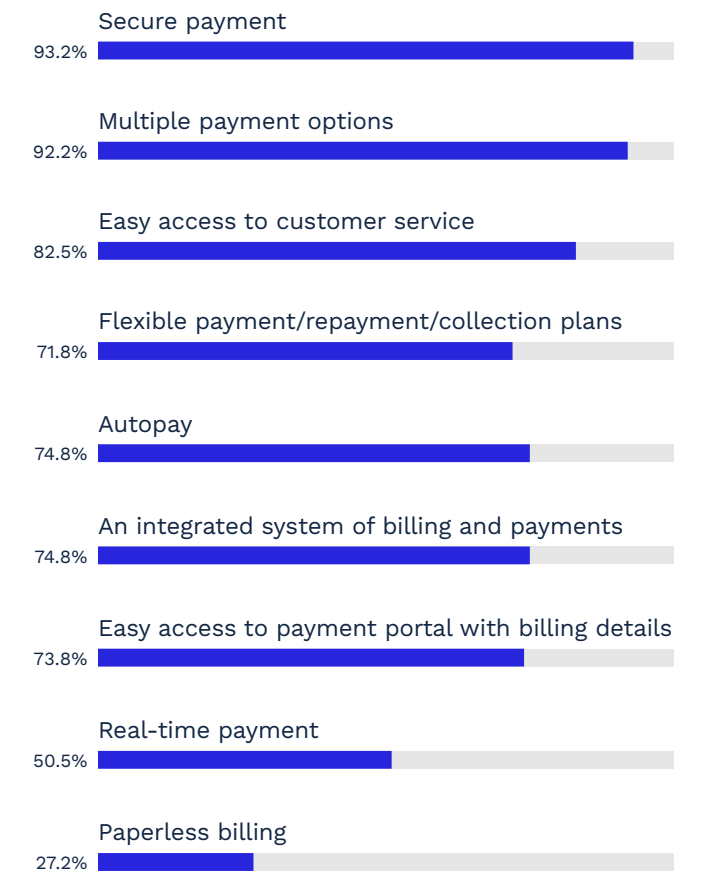 Secure payment
93.2%
Multiple payment options
92.2%
Easy access to customer service
82.5%
Flexible payment/repayment/collection plans
71.8%
Autopay
74.8%
An integrated system of billing and payments
74.8%
Easy access to payment portal with billing details
73.8%
Real-time payment
50.5%
Paperless billing
27.2%